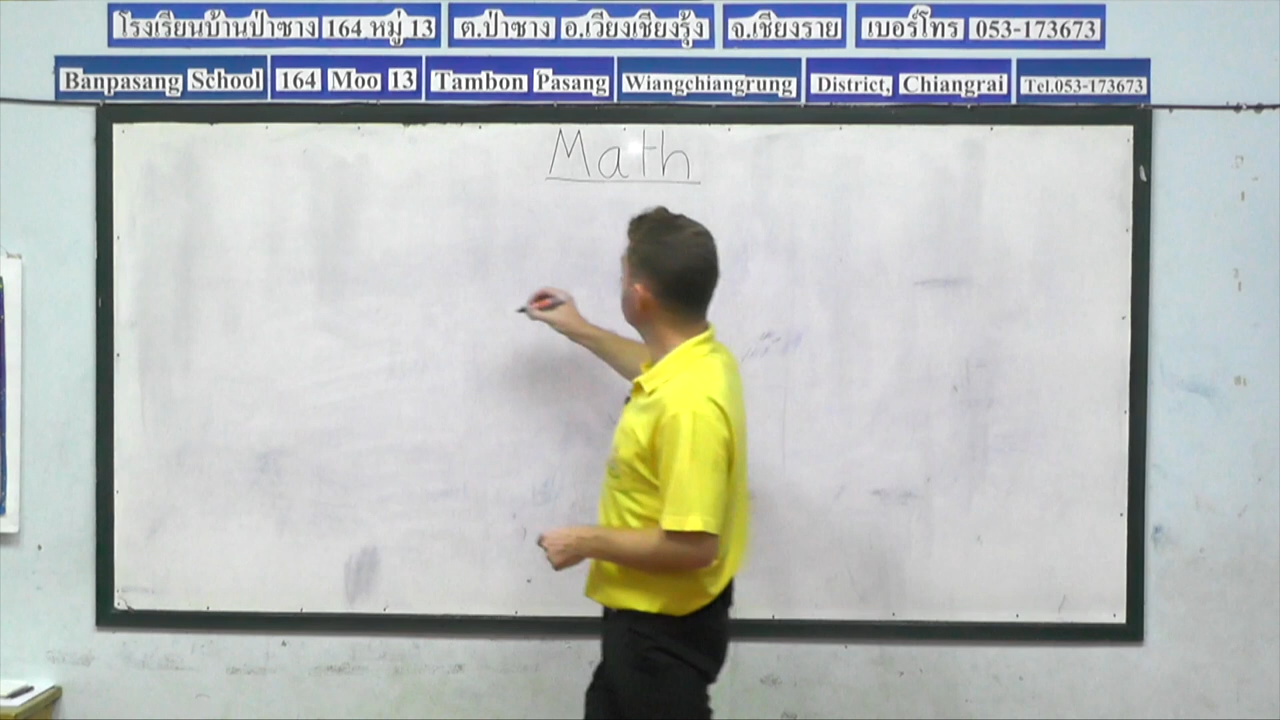 โรงเรียนบ้านป่าซาง 164 หมู่ 13 ต.ป่าซาง อ.เวียงเชียงรุ้ง จ.เชียงราย เบอร์โทร 053-173673
Banpasang School 164 Moo 13 Tambon Pasang Wiangchiangrung District, Chiangrai Tel.053-173673
Math